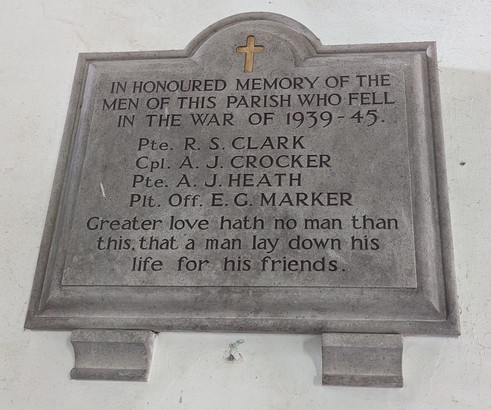 IN HONOURED MEMORY OF THE
MEN OF THIS PARISH WHO FELL
IN THE WAR OF 1939-45.
Pte. R. S. CLARK
Cpl. A. J. CROCKER
Pte. A. J. HEATH
Plt. Off. E. G. MARKER
Greater love hath no man than
this, that a man lay down his
life for his friends.